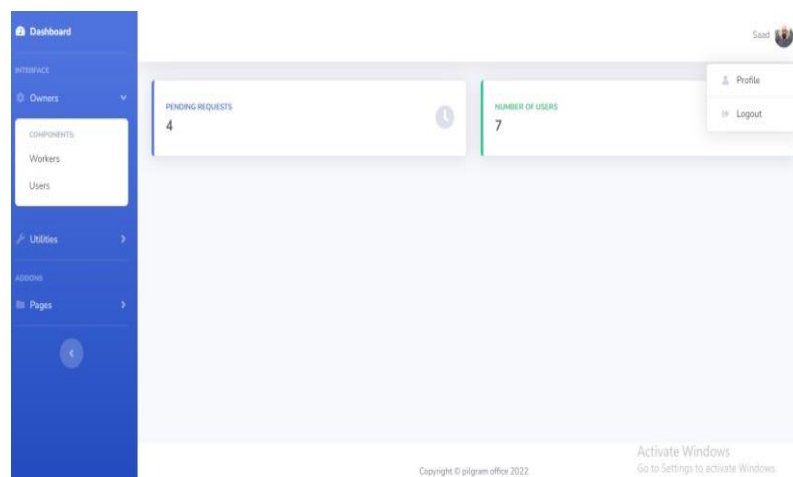 Dashboard
Saad
INTERFACE
Profile
Owners
PENDING REQUESTS
NUMBER OF USERS
Logout
4
7
COMPONENTS:
Workers
Users
Utilities
ADDONS
Pages
Activate Windows
Go to Settings to activate Windows.
Copyright © pilgram office 2022